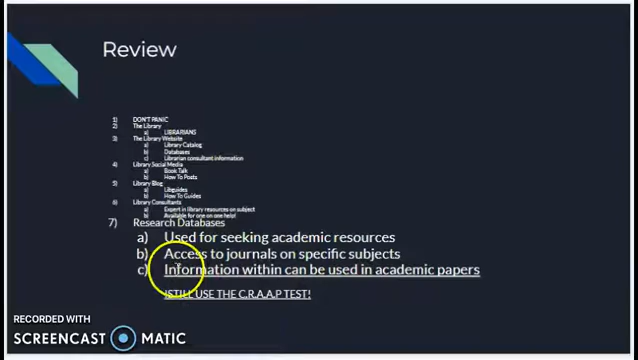 Review
1) DON'T PANIC
2) The Library
a) LIBRARIANS
3) The Library Website
a) Library Catalog
b) Databases
c) Librarian consultant information
4) Library Social Media
a) Book Talk
b) How To Posts
5) Library Blog
a) Libguides
b) How To Guides
6) Library Consultants
a) Expert in library resources on subject
b) Available for one on one help!
7) Research Databases
a) Used for seeking academic resources
b) Access to journals on specific subjects
c) Information within can be used in academic papers
!STILL USE THE C.R.A.A.P TEST!
RECORDED WITH
SCREENCAST MATIC